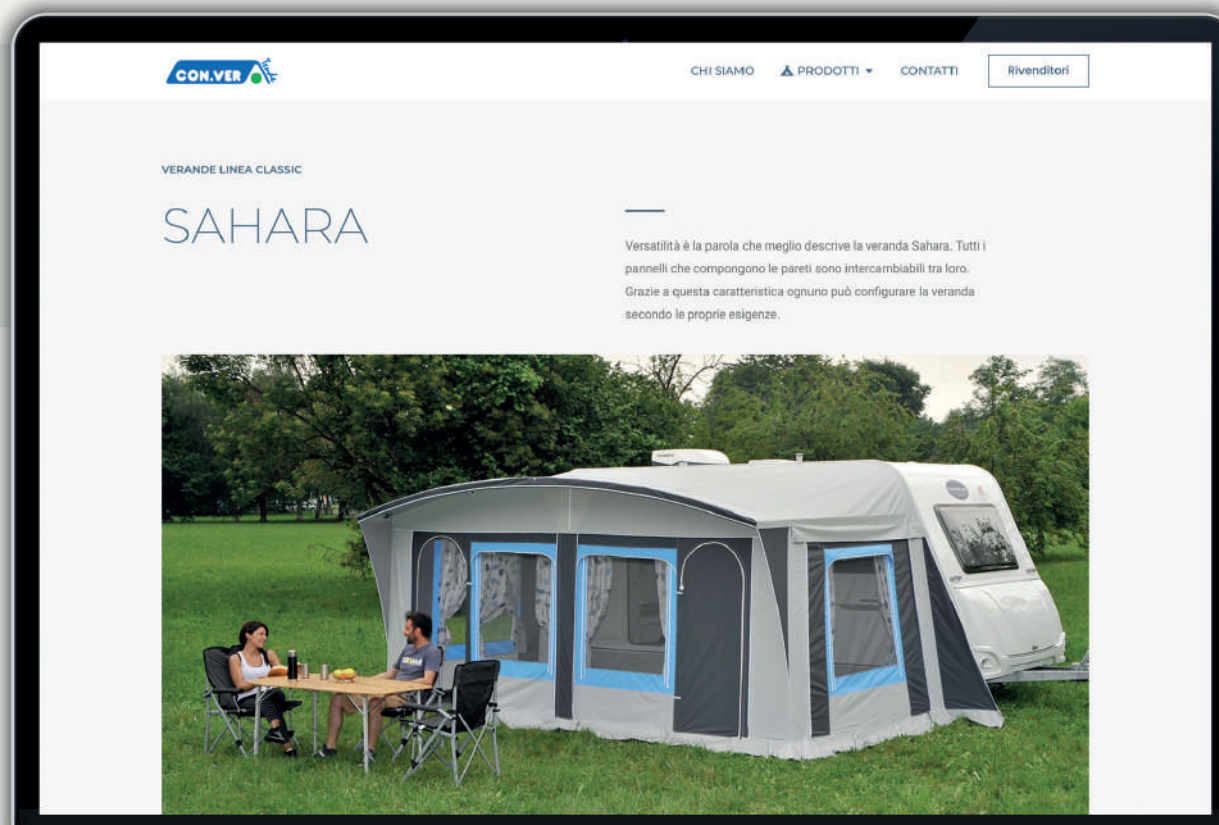 CON.VER
CHI SIAMO PRODOTTI CONTATTI Rivenditori
VERANDE LINEA CLASSIC
SAHARA
Versatilità è la parola che meglio descrive la veranda Sahara. Tutti i
pannelli che compongono le pareti sono intercambiabili tra loro.
Grazie a questa caratteristica ognuno può configurare la veranda
secondo le proprie esigenze.